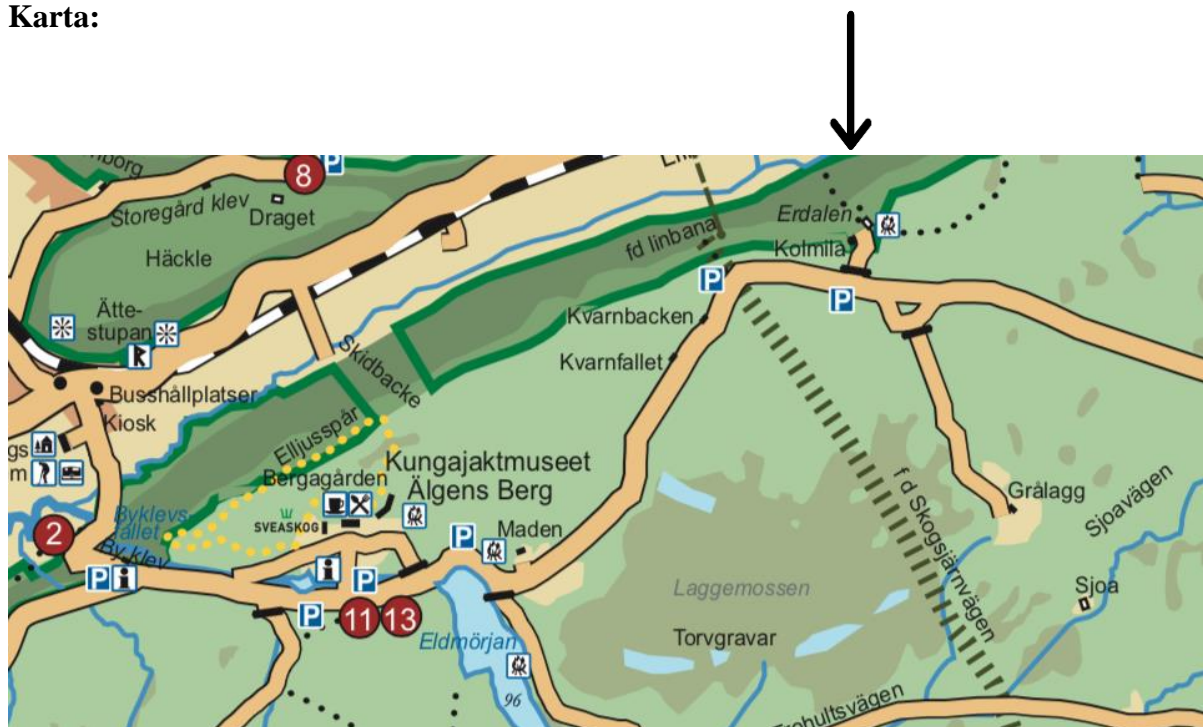 Karta:
8
P
Storegård klev
Draget
Häckle
Ätte-
stupan
R
Busshållplatser
Kiosk
fd linbana
Erdalen
Kolmila
P
P
Kvarnbacken
Kvarnfallet
Skidbacke
Elljusspår
Kungajaktmuseet
Älgens Berg
Bergagården
SVEASKOG
Byklevs-
fallet
2
By klev
P
i
i
P
P
11
13
P
Maden
Eldmörjan
96
Laggemossen
Torvgravar
fd Skogsjärnvägen
Grålagg
Sjoavägen
Sjoa